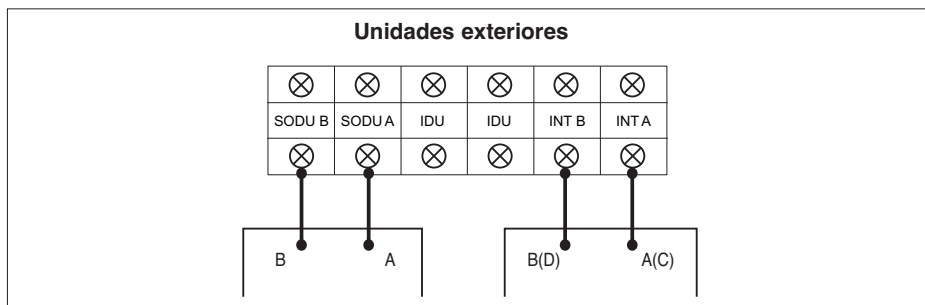 Unidades exteriores
SODU B SODU A IDU IDU INT B INT A
B A B(D) A(C)